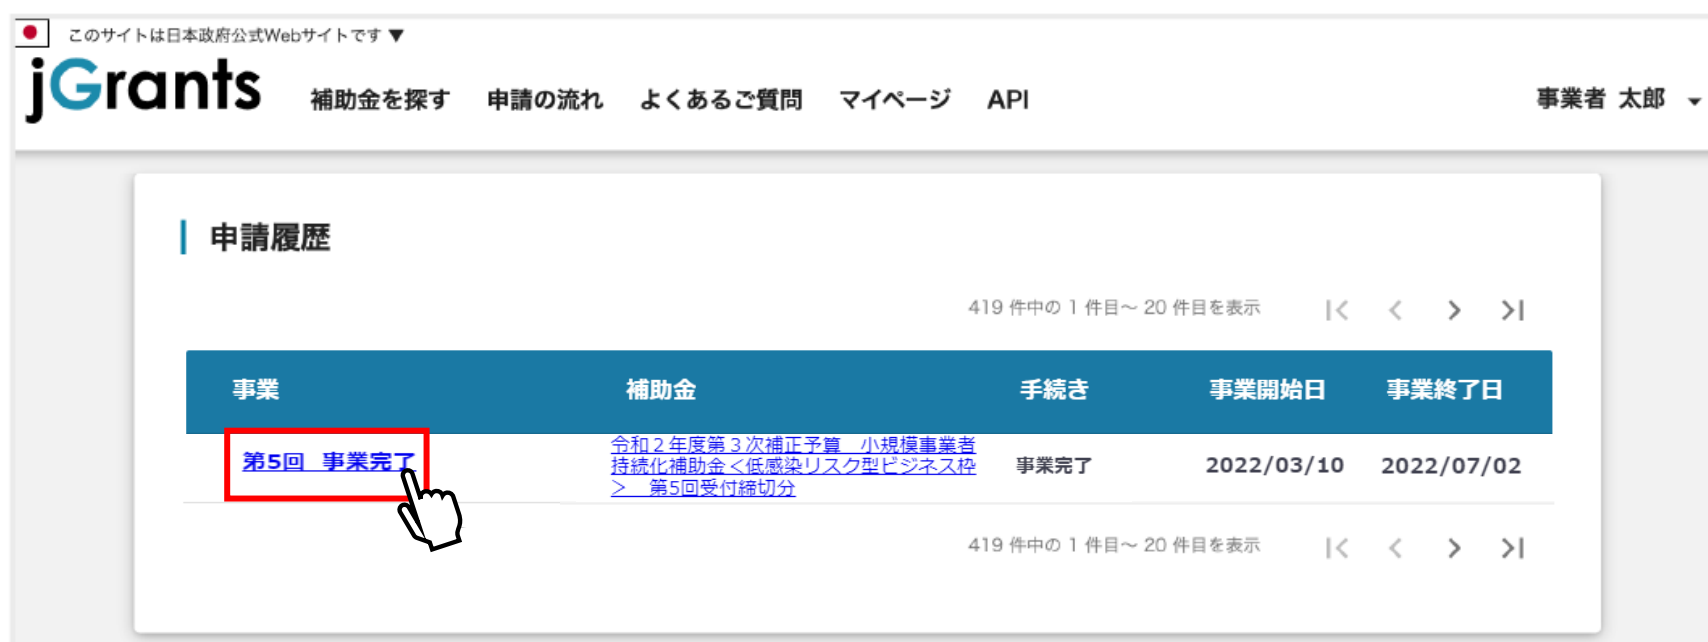 このサイトは日本政府公式Webサイトです ▼
jGrants 補助金を探す 申請の流れ よくあるご質問 マイページ API 事業者 太郎
申請履歴
419 件中の 1 件目～ 20 件目を表示
事業 補助金 手続き 事業開始日 事業終了日
第5回 事業完了 令和２年度第３次補正予算 小規模事業者
持続化補助金＜低感染リスク型ビジネス枠 事業完了 2022/03/10 2022/07/02
＞ 第5回受付締切分
419 件中の 1 件目～ 20 件目を表示